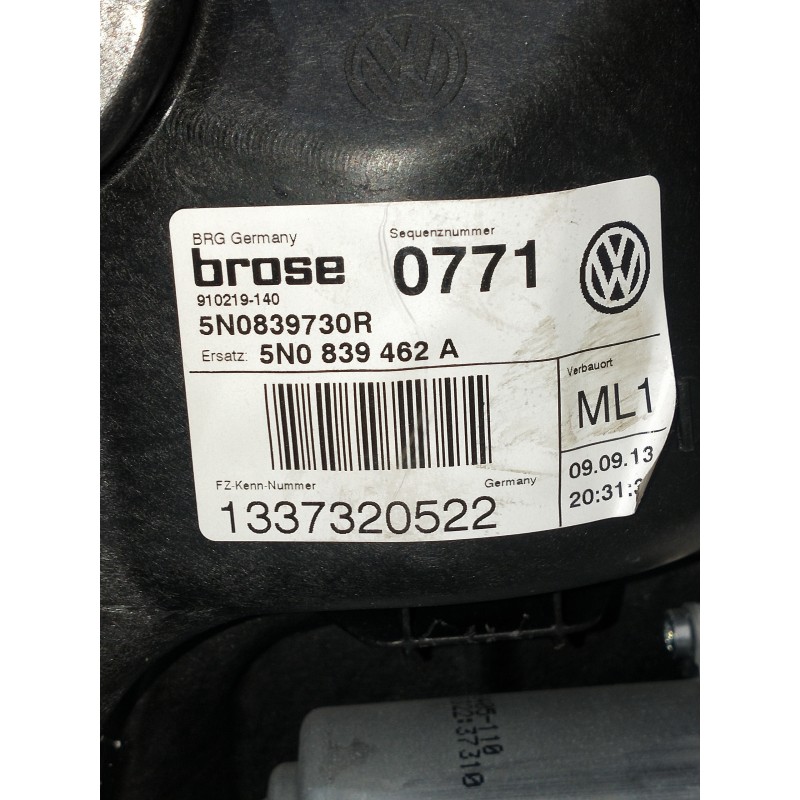 BRG Germany
brose
910219-140
5N0839730R
Ersatz: 5N0 839 462 A
Sequenznummer
0771
Verbauort
ML1
FZ-Kenn-Nummer
Germany
1337320522
09.09.13
20:31:
37310